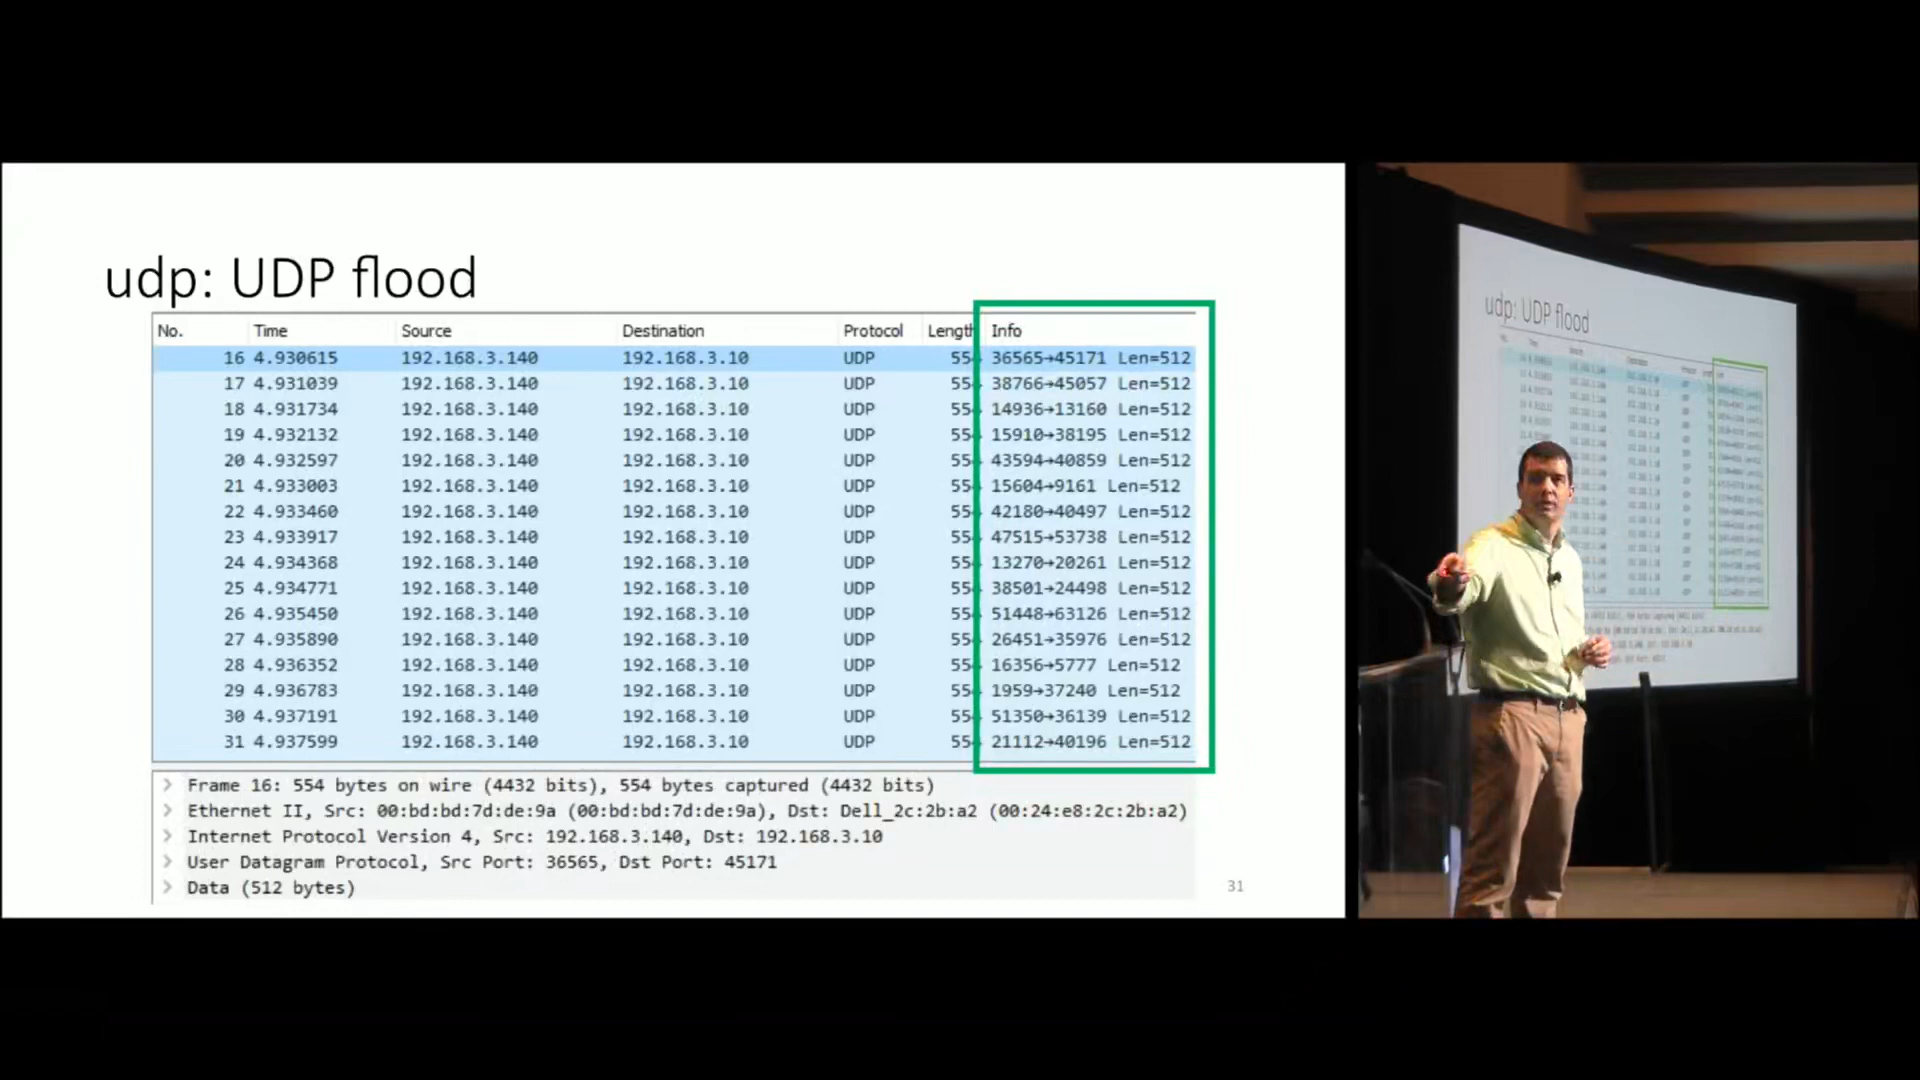 udp: UDP flood
No. Time Source Destination Protocol Length Info
16 4.930615 192.168.3.140 192.168.3.10 UDP 554 36565→45171 Len=512
17 4.931039 192.168.3.140 192.168.3.10 UDP 554 38766→45057 Len=512
18 4.931734 192.168.3.140 192.168.3.10 UDP 554 14936→13160 Len=512
19 4.932132 192.168.3.140 192.168.3.10 UDP 554 15910→38195 Len=512
20 4.932597 192.168.3.140 192.168.3.10 UDP 554 43594→40859 Len=512
21 4.933003 192.168.3.140 192.168.3.10 UDP 554 15604→9161 Len=512
22 4.933460 192.168.3.140 192.168.3.10 UDP 554 42180→40497 Len=512
23 4.933917 192.168.3.140 192.168.3.10 UDP 554 47515→53738 Len=512
24 4.934368 192.168.3.140 192.168.3.10 UDP 554 13270→20261 Len=512
25 4.934771 192.168.3.140 192.168.3.10 UDP 554 38501→24498 Len=512
26 4.935450 192.168.3.140 192.168.3.10 UDP 554 51448→63126 Len=512
27 4.935890 192.168.3.140 192.168.3.10 UDP 554 26451→35976 Len=512
28 4.936352 192.168.3.140 192.168.3.10 UDP 554 16356→5777 Len=512
29 4.936783 192.168.3.140 192.168.3.10 UDP 554 1959→37240 Len=512
30 4.937191 192.168.3.140 192.168.3.10 UDP 554 51350→36139 Len=512
31 4.937599 192.168.3.140 192.168.3.10 UDP 554 21112→40196 Len=512
Frame 16: 554 bytes on wire (4432 bits), 554 bytes captured (4432 bits)
Ethernet II, Src: 00:bd:bd:7d:de:9a (00:bd:bd:7d:de:9a), Dst: Dell_2c:2b:a2 (00:24:e8:2c:2b:a2)
Internet Protocol Version 4, Src: 192.168.3.140, Dst: 192.168.3.10
User Datagram Protocol, Src Port: 36565, Dst Port: 45171
Data (512 bytes)
31
udp: UDP flood